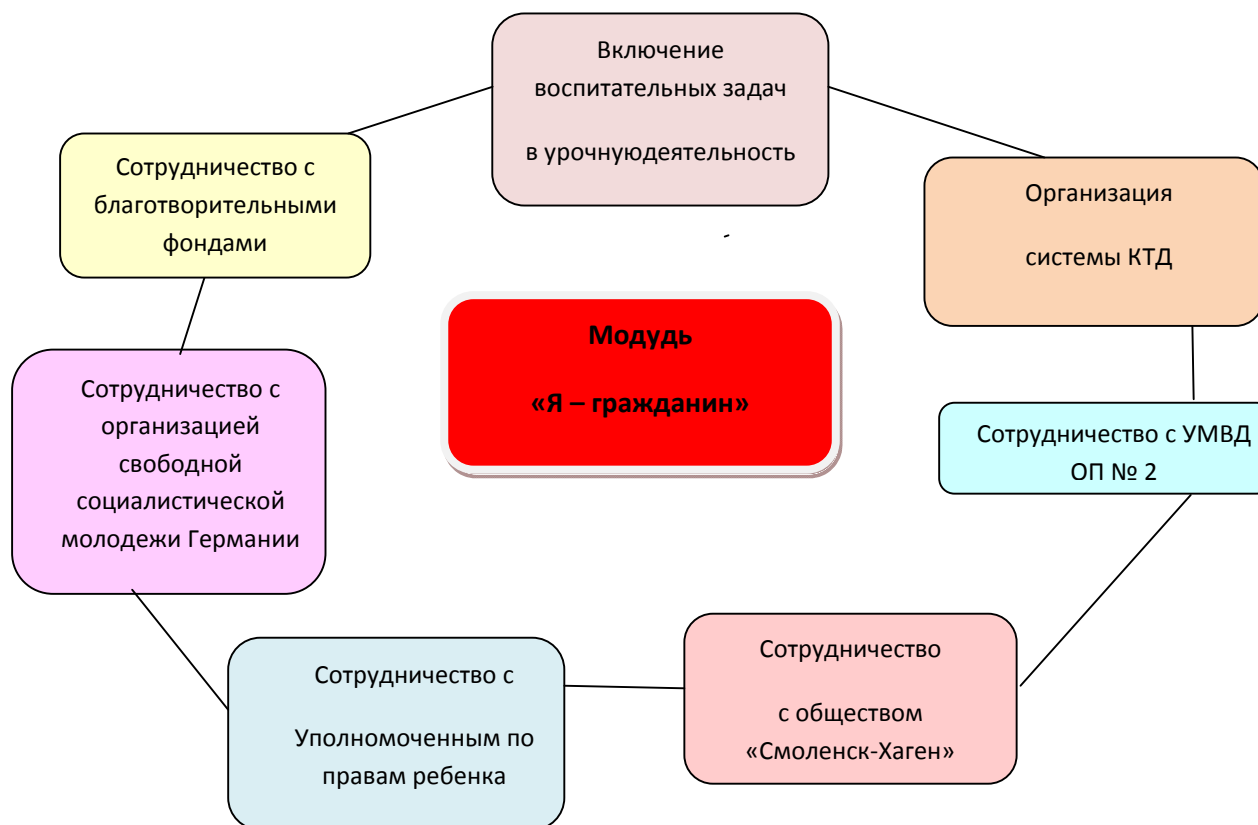 Включение
воспитательных задач
в урочнуюдеятельность
Сотрудничество с
благотворительными
фондами
Организация
системы КТД
Модудь
«Я – гражданин»
Сотрудничество с
организацией
свободной
социалистической
молодежи Германии
Сотрудничество с УМВД
ОП № 2
Сотрудничество с
Уполномоченным по
правам ребенка
Сотрудничество
с обществом
«Смоленск-Хаген»